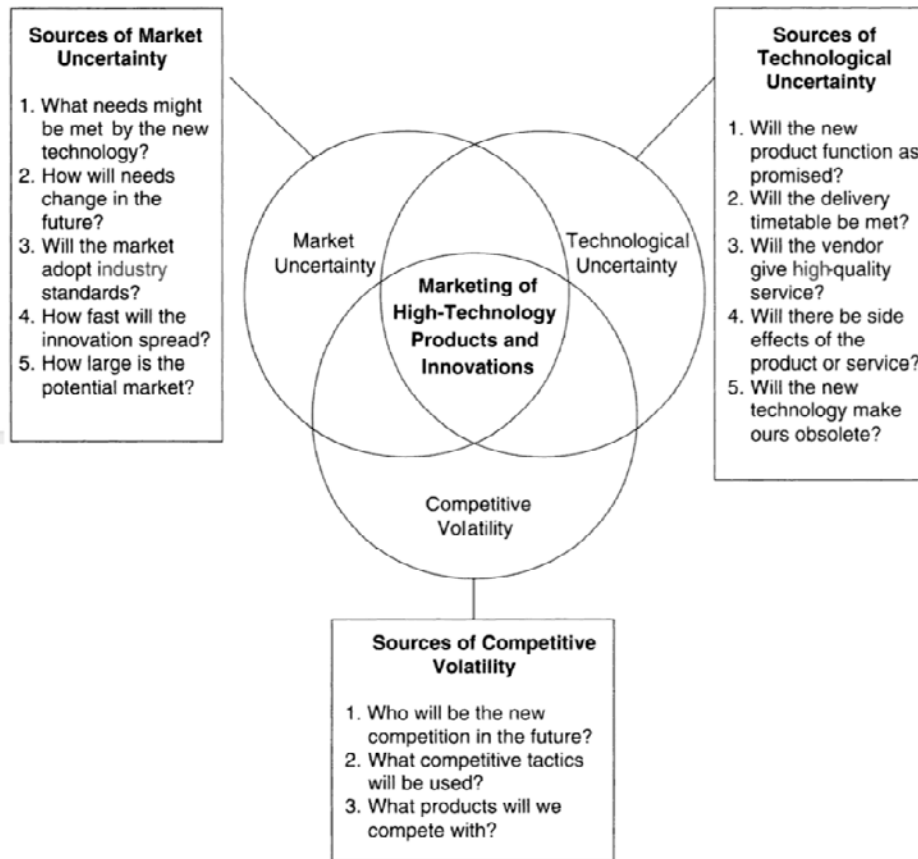 Sources of Market
Uncertainty
1. What needs might
be met by the new
technology?
2. How will needs
change in the
future?
3. Will the market
adopt industry
standards?
4. How fast will the
innovation spread?
5. How large is the
potential market?
Sources of
Technological
Uncertainty
1. Will the new
product function as
promised?
2. Will the delivery
timetable be met?
3. Will the vendor
give high-quality
service?
4. Will there be side
effects of the
product or service?
5. Will the new
technology make
ours obsolete?
Market
Uncertainty
Technological
Uncertainty
Marketing of
High-Technology
Products and
Innovations
Competitive
Volatility
Sources of Competitive
Volatility
1. Who will be the new
competition in the future?
2. What competitive tactics
will be used?
3. What products will we
compete with?